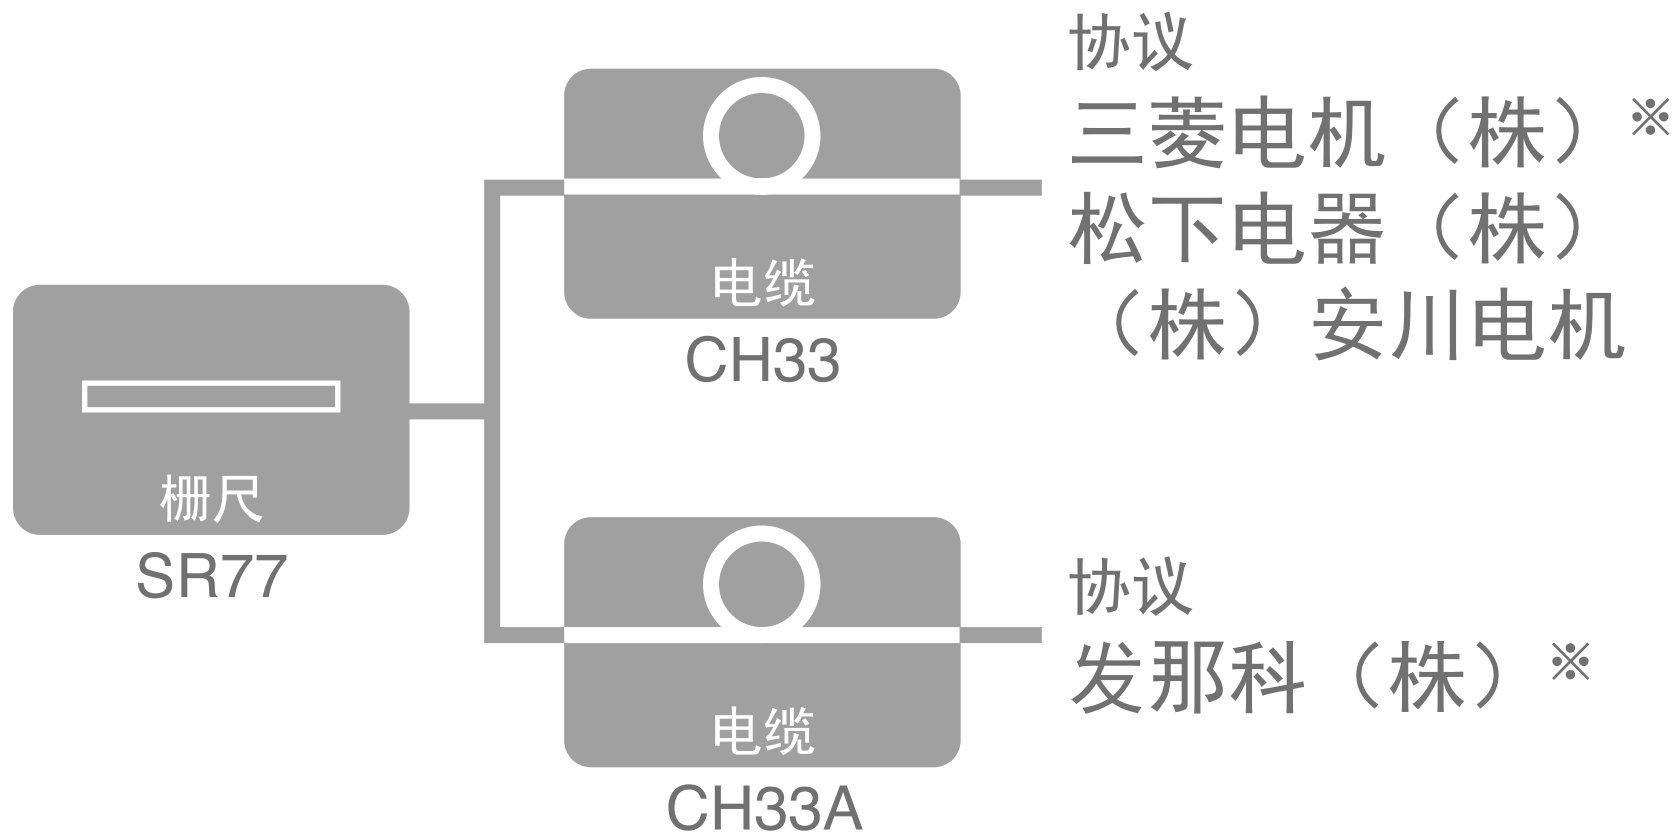 协议
三菱电机（株）※
松下电器（株）
（株）安川电机
电缆
CH33
栅尺
SR77
协议
发那科（株）※
电缆
CH33A